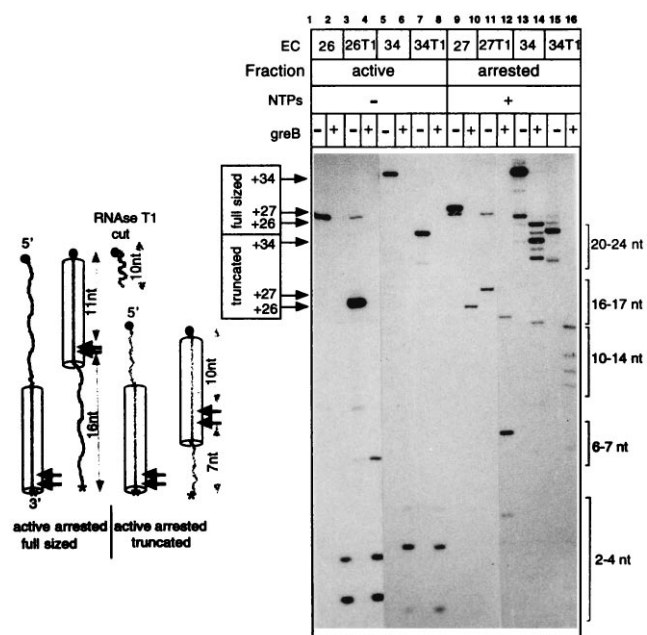 1 2 3 4 5 6 7 8 9 10 11 12 13 14 15 16
EC 26 26T1 34 34T1 27 27T1 34 34T1
Fraction active arrested
NTPs - +
greB - + - + - + - + - + - + - + - +
full sized
+34
+27
+26
truncated
+34
+27
+26
RNAse T1
cut
10nt
5'
11nt
16nt
3'
*
*
5'
10nt
7nt
*
*
active arrested
full sized
active arrested
truncated
20-24 nt
16-17 nt
10-14 nt
6-7 nt
2-4 nt